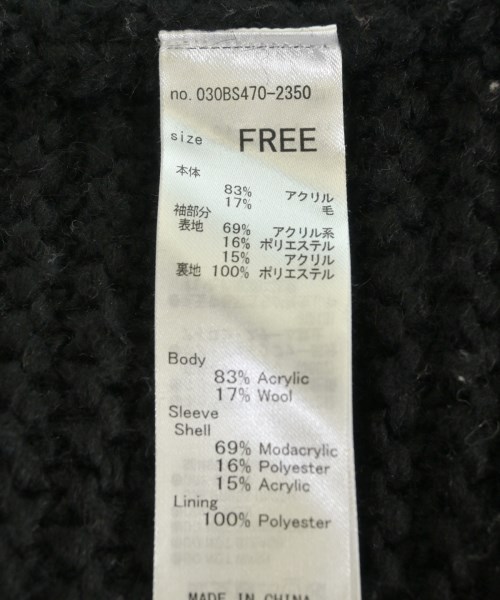 no. 030BS470-2350
size FREE
本体
83% アクリル
17% 毛
袖部分
表地 69% アクリル系
16% ポリエステル
15% アクリル
裏地 100% ポリエステル
Body
83% Acrylic
17% Wool
Sleeve
Shell
69% Modacrylic
16% Polyester
15% Acrylic
Lining
100% Polyester
MADE IN CHINA